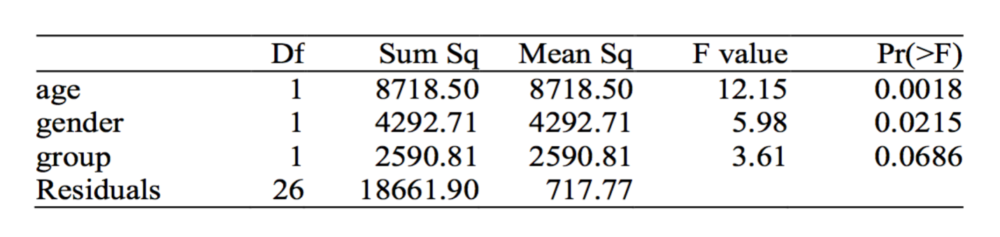 Df Sum Sq Mean Sq F value Pr(>F)
age 1 8718.50 8718.50 12.15 0.0018
gender 1 4292.71 4292.71 5.98 0.0215
group 1 2590.81 2590.81 3.61 0.0686
Residuals 26 18661.90 717.77